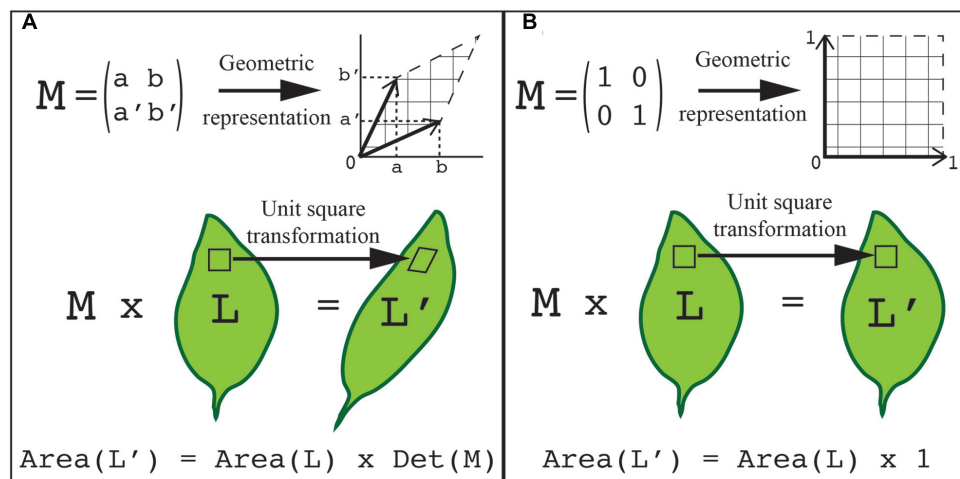 A
M = (a b
a' b')
Geometric
representation
b'
a'
0
a
b
Unit square
transformation
M x L = L'
Area(L') = Area(L) x Det(M)
B
M = (1 0
0 1)
Geometric
representation
1
0
1
Unit square
transformation
M x L = L'
Area(L') = Area(L) x 1